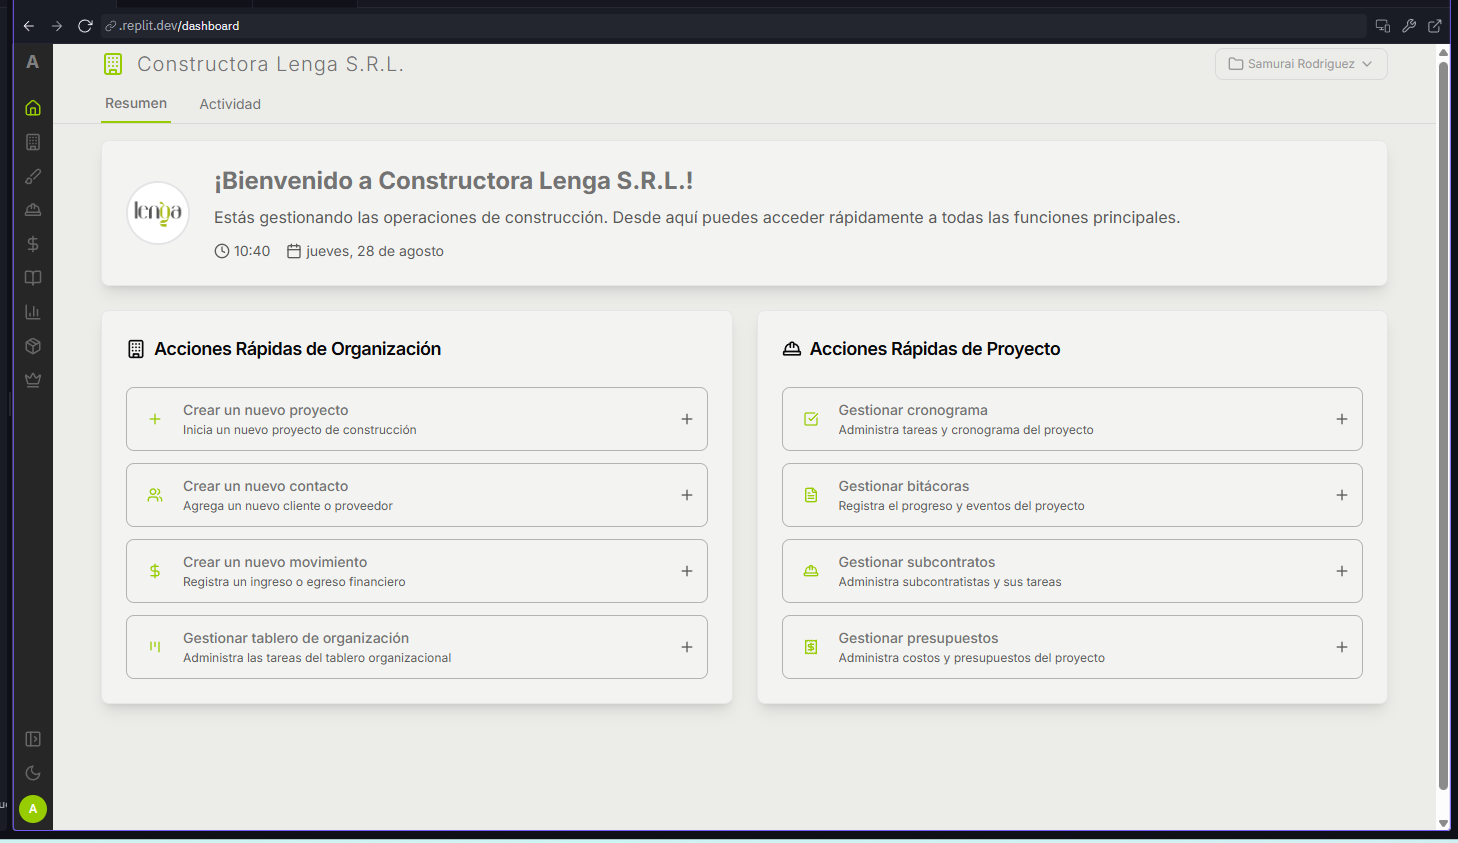 .replit.dev/dashboard
A
Constructora Lenga S.R.L.
Samurai Rodriguez
Resumen
Actividad
lenga
¡Bienvenido a Constructora Lenga S.R.L.!
Estás gestionando las operaciones de construcción. Desde aquí puedes acceder rápidamente a todas las funciones principales.
10:40
jueves, 28 de agosto
Acciones Rápidas de Organización
Crear un nuevo proyecto
Inicia un nuevo proyecto de construcción
Crear un nuevo contacto
Agrega un nuevo cliente o proveedor
Crear un nuevo movimiento
Registra un ingreso o egreso financiero
Gestionar tablero de organización
Administra las tareas del tablero organizacional
Acciones Rápidas de Proyecto
Gestionar cronograma
Administra tareas y cronograma del proyecto
Gestionar bitácoras
Registra el progreso y eventos del proyecto
Gestionar subcontratos
Administra subcontratistas y sus tareas
Gestionar presupuestos
Administra costos y presupuestos del proyecto
A